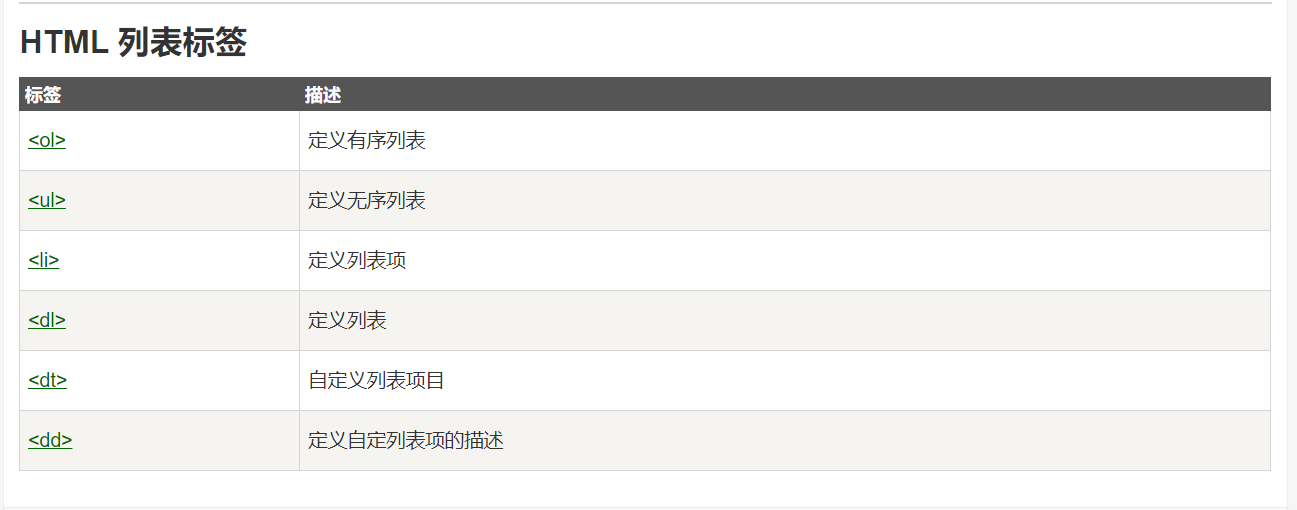 HTML 列表标签
标签 描述
<ol> 定义有序列表
<ul> 定义无序列表
<li> 定义列表项
<dl> 定义列表
<dt> 自定义列表项目
<dd> 定义自定列表项的描述